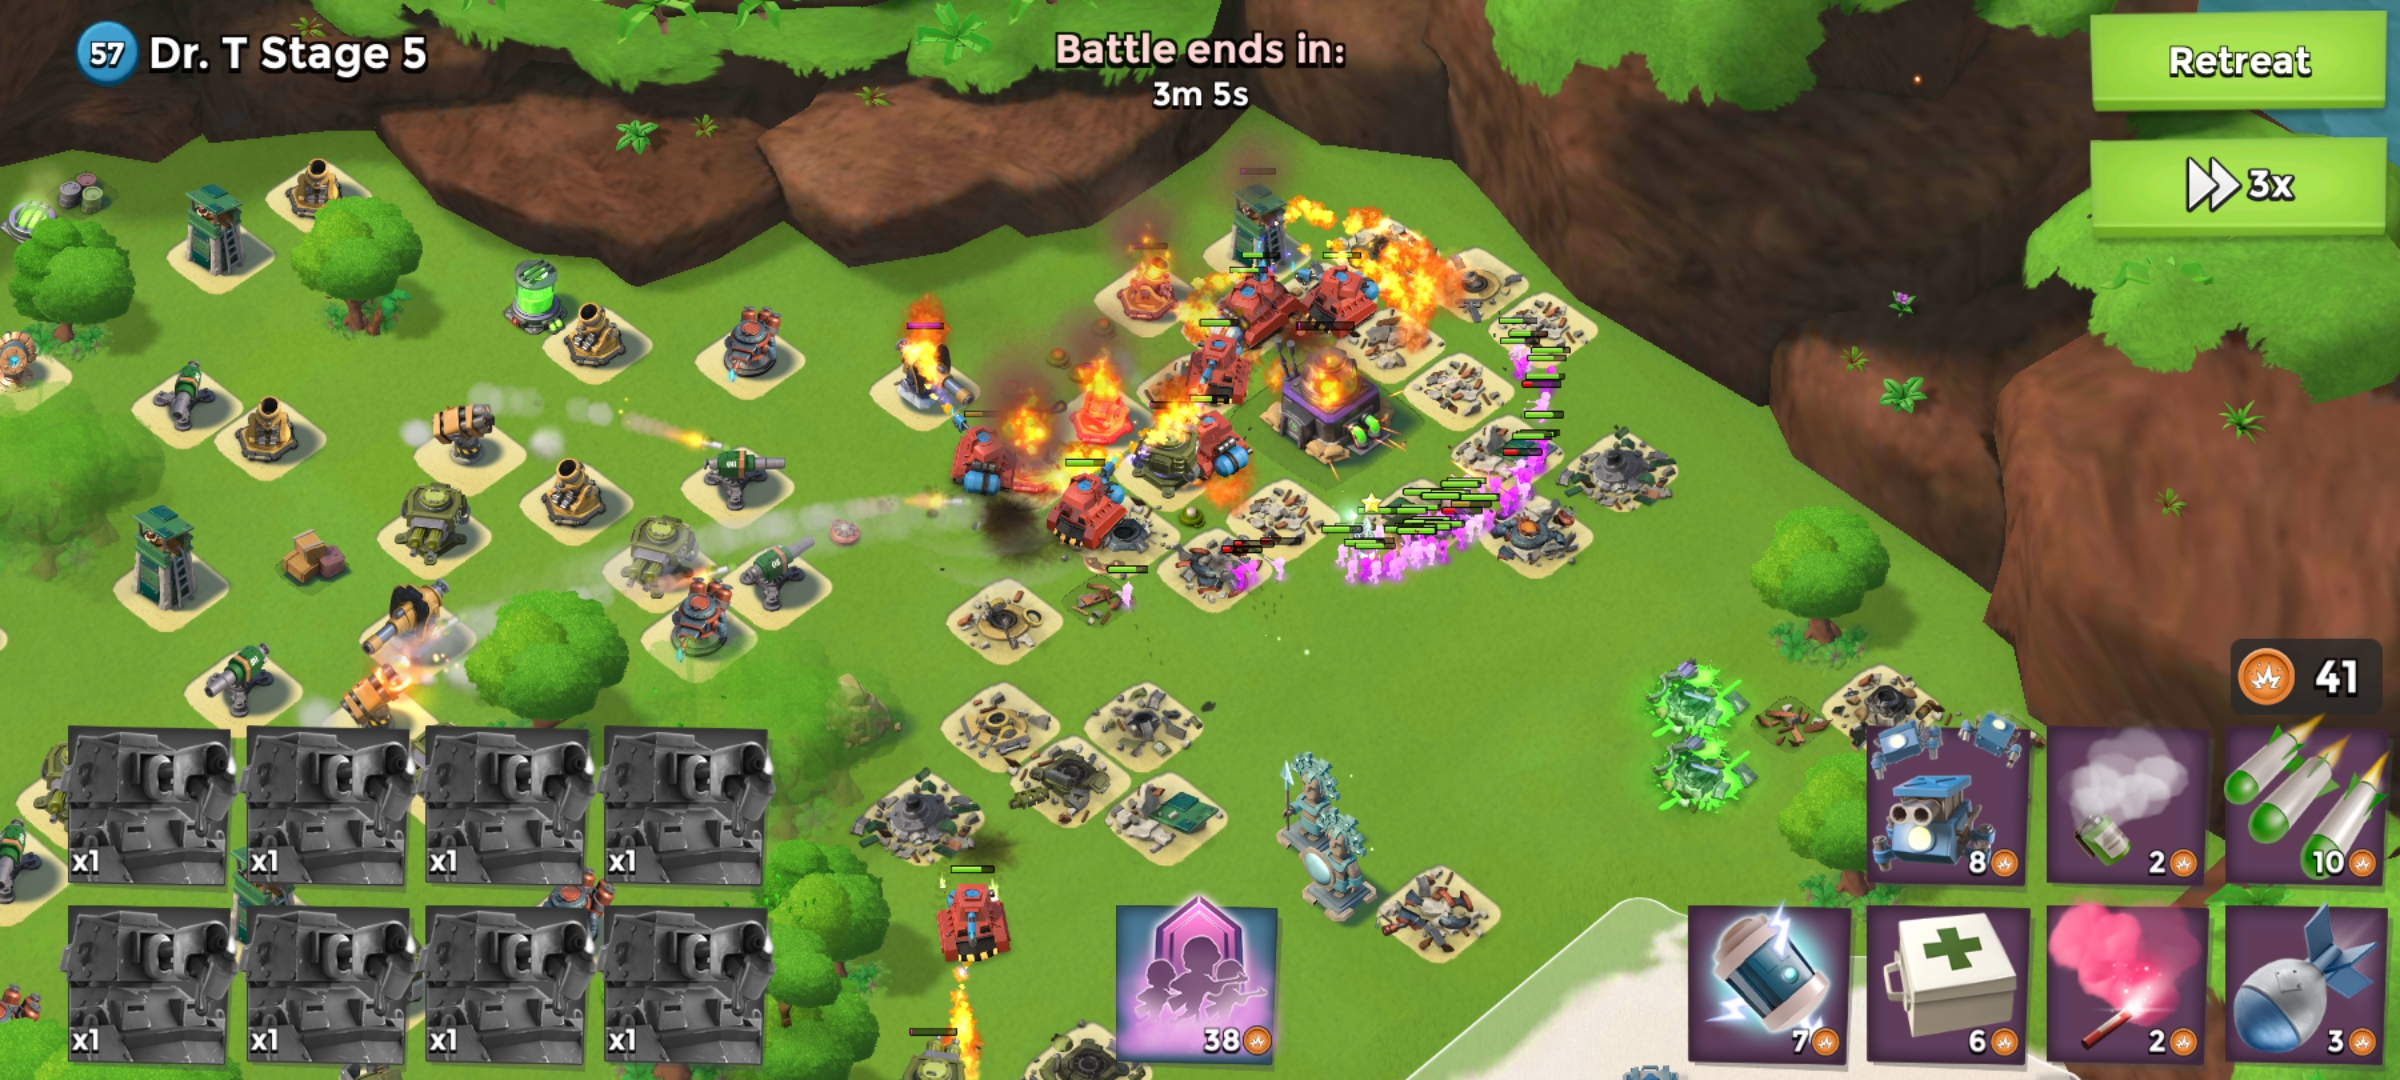 57 Dr. T Stage 5
Battle ends in:
3m 5s
Retreat
3x
41
x1 x1 x1 x1
8 2 10
x1 x1 x1 x1
38
7 6 2 3